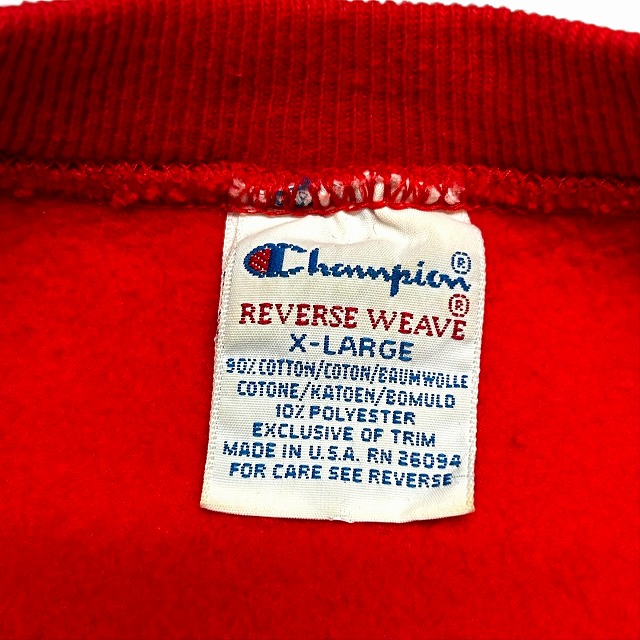 Champion®
REVERSE WEAVE®
X-LARGE
90% COTTON/COTON/BAUMWOLLE
COTONE/KATOEN/BOMULD
10% POLYESTER
EXCLUSIVE OF TRIM
MADE IN U.S.A. RN 26094
FOR CARE SEE REVERSE